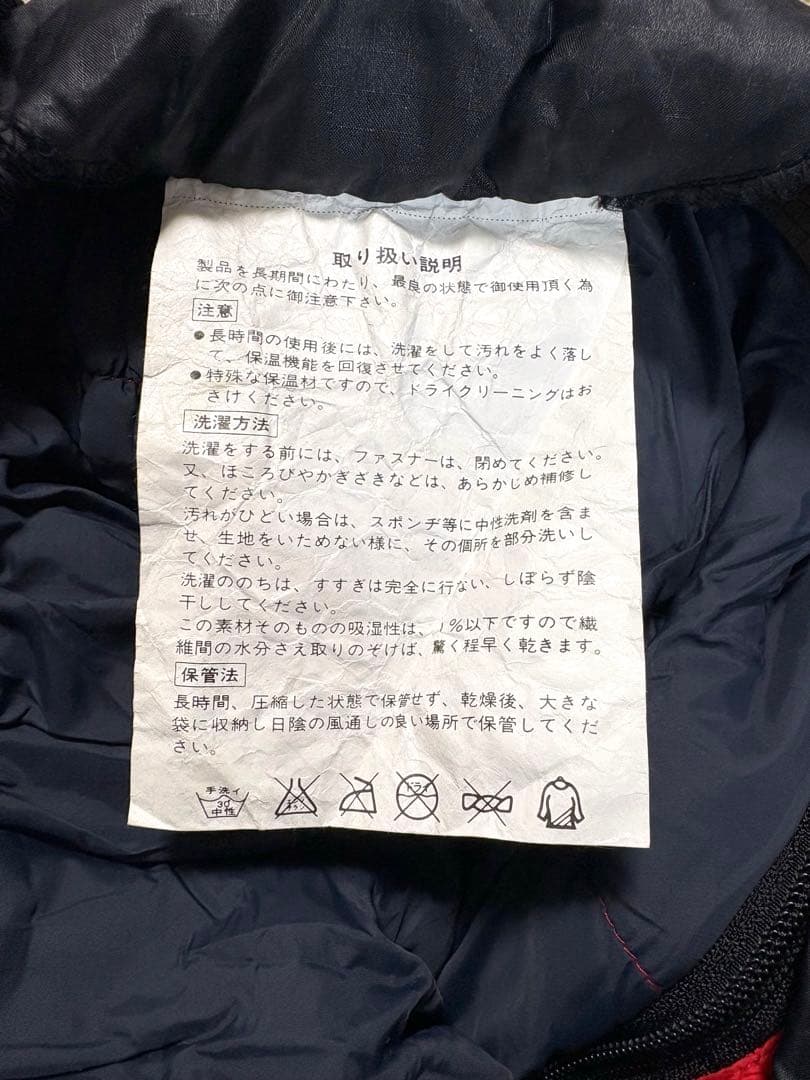 取り扱い説明
製品を長期間にわたり、最良の状態で御使用頂く為
に次の点に御注意下さい。
注意
●長時間の使用後には、洗濯をして汚れをよく落し
て、保温機能を回復させてください。
●特殊な保温材ですので、ドライクリーニングはお
さけください。
洗濯方法
洗濯をする前には、ファスナーは、閉めてください。
又、ほころびやかぎざきなどは、あらかじめ補修し
てください。
汚れがひどい場合は、スポンヂ等に中性洗剤を含ま
せ、生地をいためない様に、その個所を部分洗いし
てください。
洗濯ののちは、すすぎは完全に行ない、しぼらず陰
干ししてください。
この素材そのものの吸湿性は、1%以下ですので繊
維間の水分さえ取りのぞけば、驚く程早く乾きます。
保管法
長時間、圧縮した状態で保管せず、乾燥後、大きな
袋に収納し日陰の風通しの良い場所で保管してくだ
さい。
手洗イ
30
中性
エンソ
サラシ
ドライ